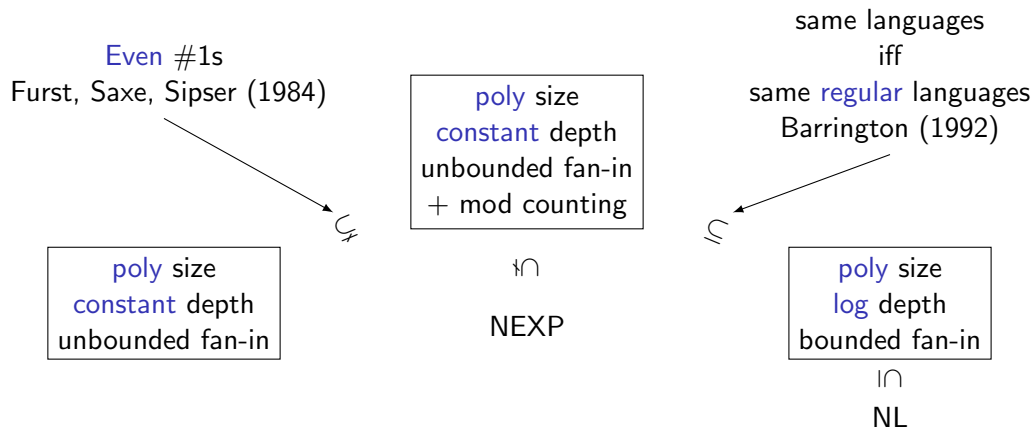 Even #1s
Furst, Saxe, Sipser (1984)
poly size
constant depth
unbounded fan-in
+ mod counting
same languages
iff
same regular languages
Barrington (1992)
⊊
⊆
poly size
constant depth
unbounded fan-in
NEXP
poly size
log depth
bounded fan-in
NL